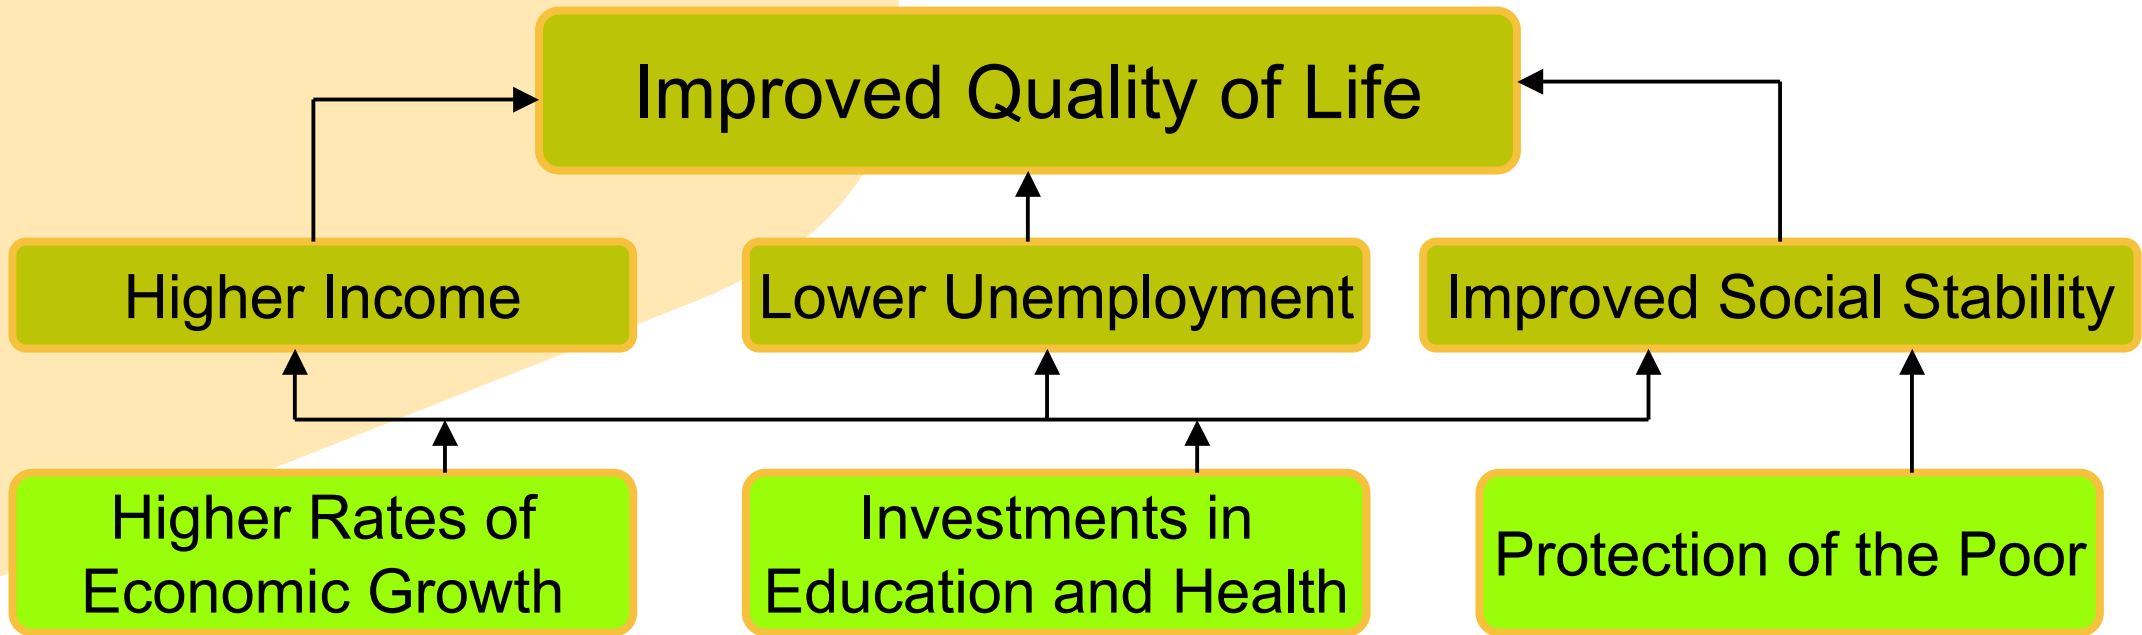 Improved Quality of Life
Higher Income
Lower Unemployment
Improved Social Stability
Higher Rates of
Economic Growth
Investments in
Education and Health
Protection of the Poor